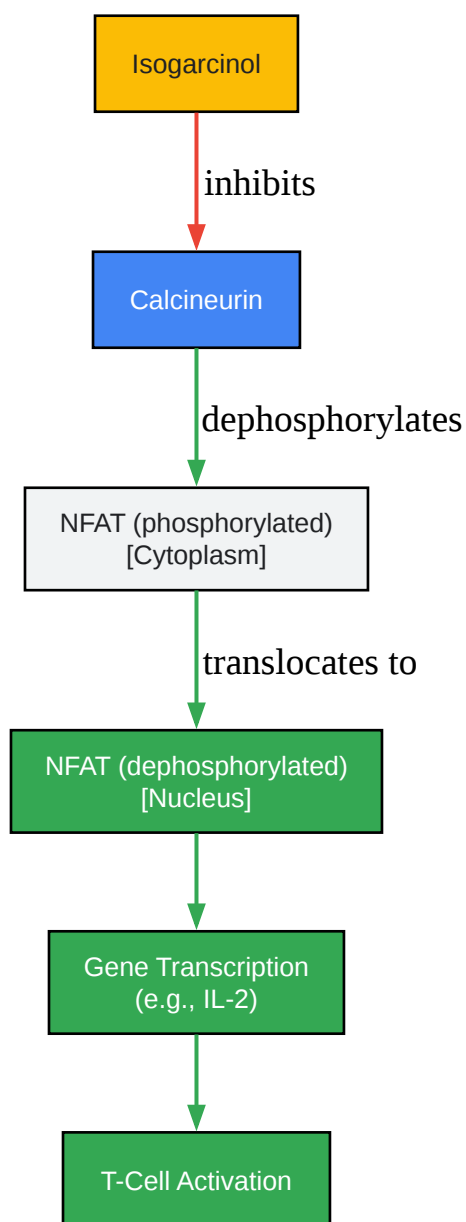 Isogarcinol
inhibits
Calcineurin
dephosphorylates
NFAT (phosphorylated)
[Cytoplasm]
translocates to
NFAT (dephosphorylated)
[Nucleus]
Gene Transcription
(e.g., IL-2)
T-Cell Activation